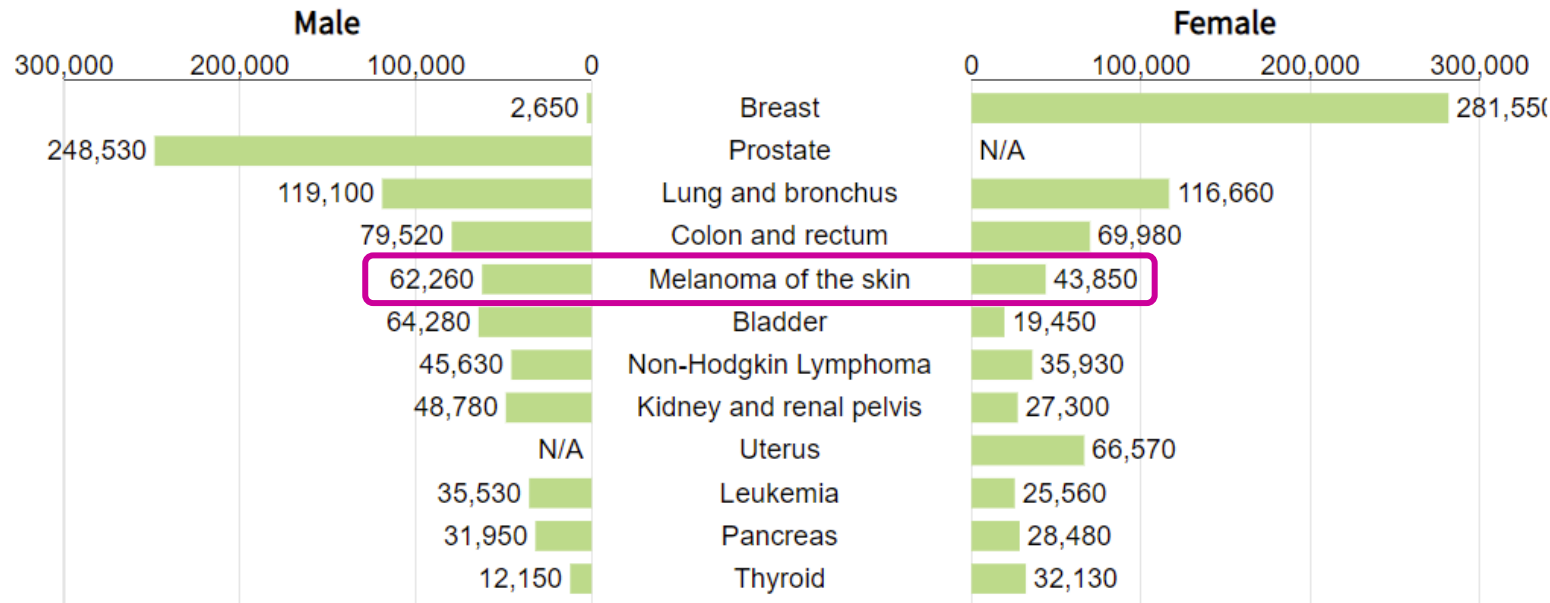 Male Female
300,000 200,000 100,000 0 0 100,000 200,000 300,000
2,650 Breast 281,550
248,530 Prostate N/A
119,100 Lung and bronchus 116,660
79,520 Colon and rectum 69,980
62,260 Melanoma of the skin 43,850
64,280 Bladder 19,450
45,630 Non-Hodgkin Lymphoma 35,930
48,780 Kidney and renal pelvis 27,300
N/A Uterus 66,570
35,530 Leukemia 25,560
31,950 Pancreas 28,480
12,150 Thyroid 32,130